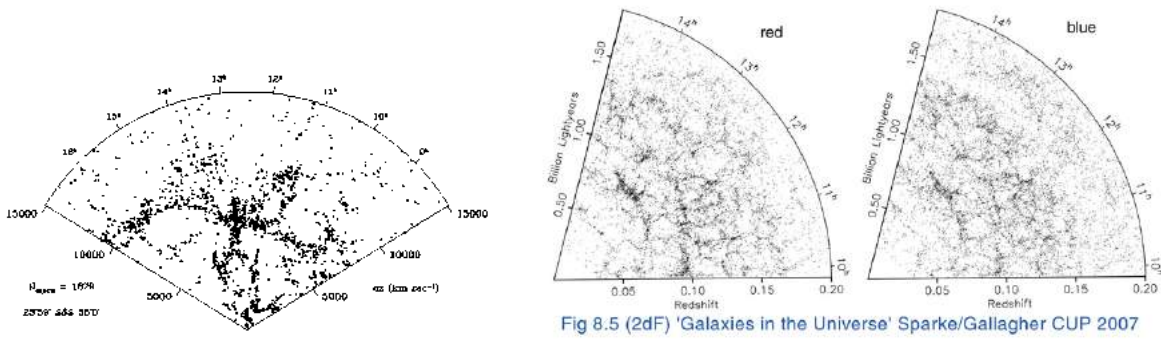 13ʰ 12ʰ
14ʰ 11ʰ
15ʰ 10ʰ
16ʰ 9ʰ
15000 15000
10000 10000
5000 5000
cz (km sec⁻¹)
red
14ʰ
13ʰ
12ʰ
11ʰ
10ʰ
Billion Lightyears
0.50 1.00 1.50
0.05 0.10 0.15 0.20
Redshift
blue
14ʰ
13ʰ
12ʰ
11ʰ
10ʰ
Billion Lightyears
0.50 1.00 1.50
0.05 0.10 0.15 0.20
Redshift
Fig 8.5 (2dF) 'Galaxies in the Universe' Sparke/Gallagher CUP 2007